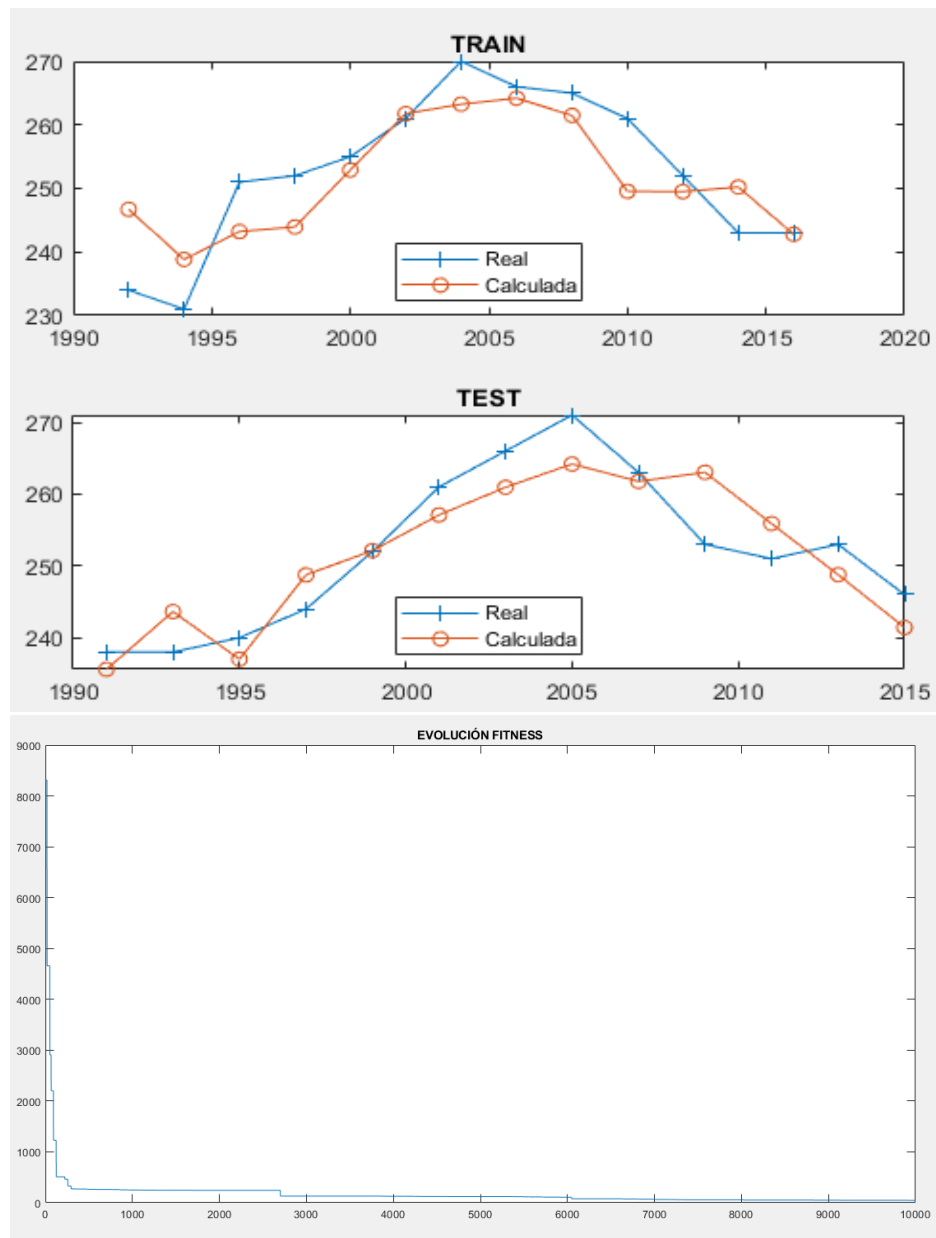 TRAIN
270
260
250
240
230
1990 1995 2000 2005 2010 2015 2020
Real
Calculada
TEST
270
260
250
240
1990 1995 2000 2005 2010 2015
Real
Calculada
EVOLUCIÓN FITNESS
9000
8000
7000
6000
5000
4000
3000
2000
1000
0
0 1000 2000 3000 4000 5000 6000 7000 8000 9000 10000